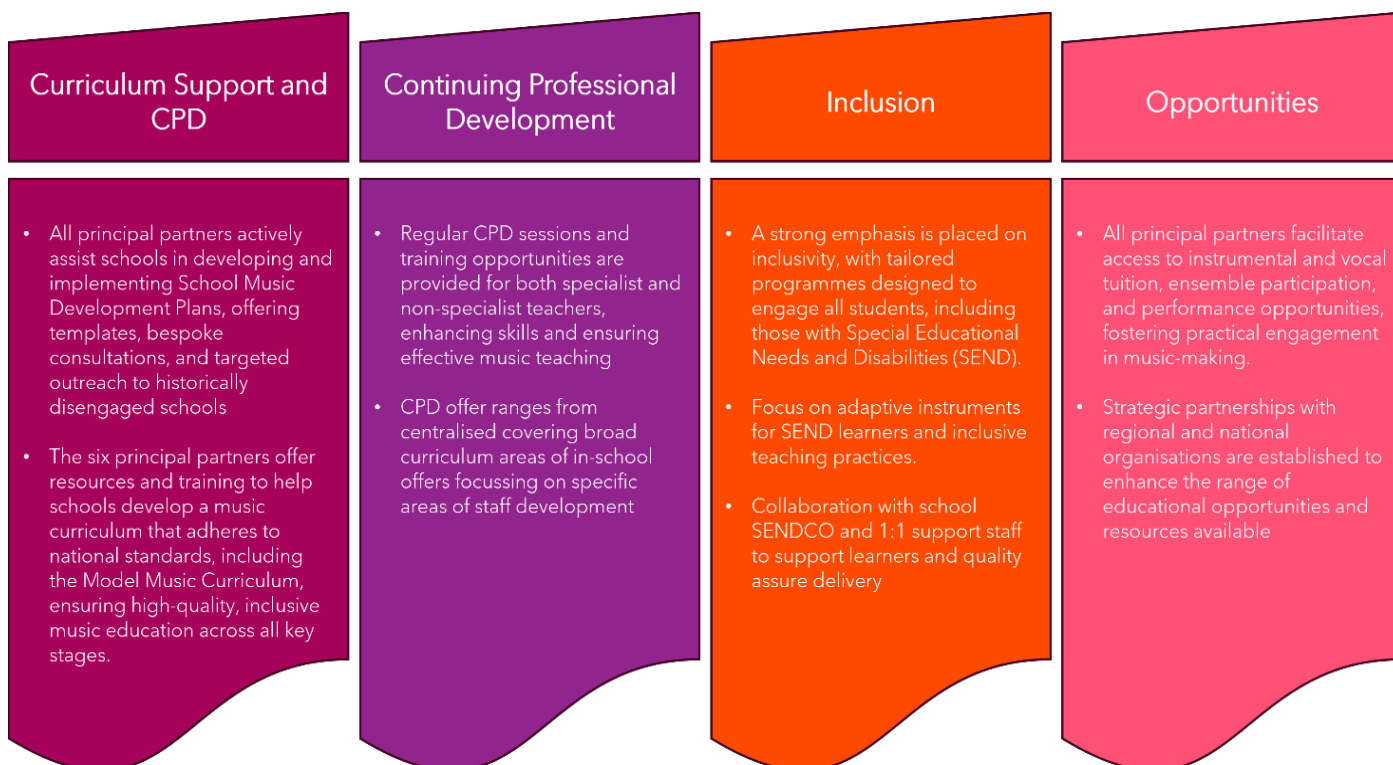 Curriculum Support and
CPD
• All principal partners actively
assist schools in developing and
implementing School Music
Development Plans, offering
templates, bespoke
consultations, and targeted
outreach to historically
disengaged schools
• The six principal partners offer
resources and training to help
schools develop a music
curriculum that adheres to
national standards, including
the Model Music Curriculum,
ensuring high-quality, inclusive
music education across all key
stages.
Continuing Professional
Development
• Regular CPD sessions and
training opportunities are
provided for both specialist and
non-specialist teachers,
enhancing skills and ensuring
effective music teaching
• CPD offer ranges from
centralised covering broad
curriculum areas of in-school
offers focussing on specific
areas of staff development
Inclusion
• A strong emphasis is placed on
inclusivity, with tailored
programmes designed to
engage all students, including
those with Special Educational
Needs and Disabilities (SEND).
• Focus on adaptive instruments
for SEND learners and inclusive
teaching practices.
• Collaboration with school
SENDCO and 1:1 support staff
to support learners and quality
assure delivery
Opportunities
• All principal partners facilitate
access to instrumental and vocal
tuition, ensemble participation,
and performance opportunities,
fostering practical engagement
in music-making.
• Strategic partnerships with
regional and national
organisations are established to
enhance the range of
educational opportunities and
resources available